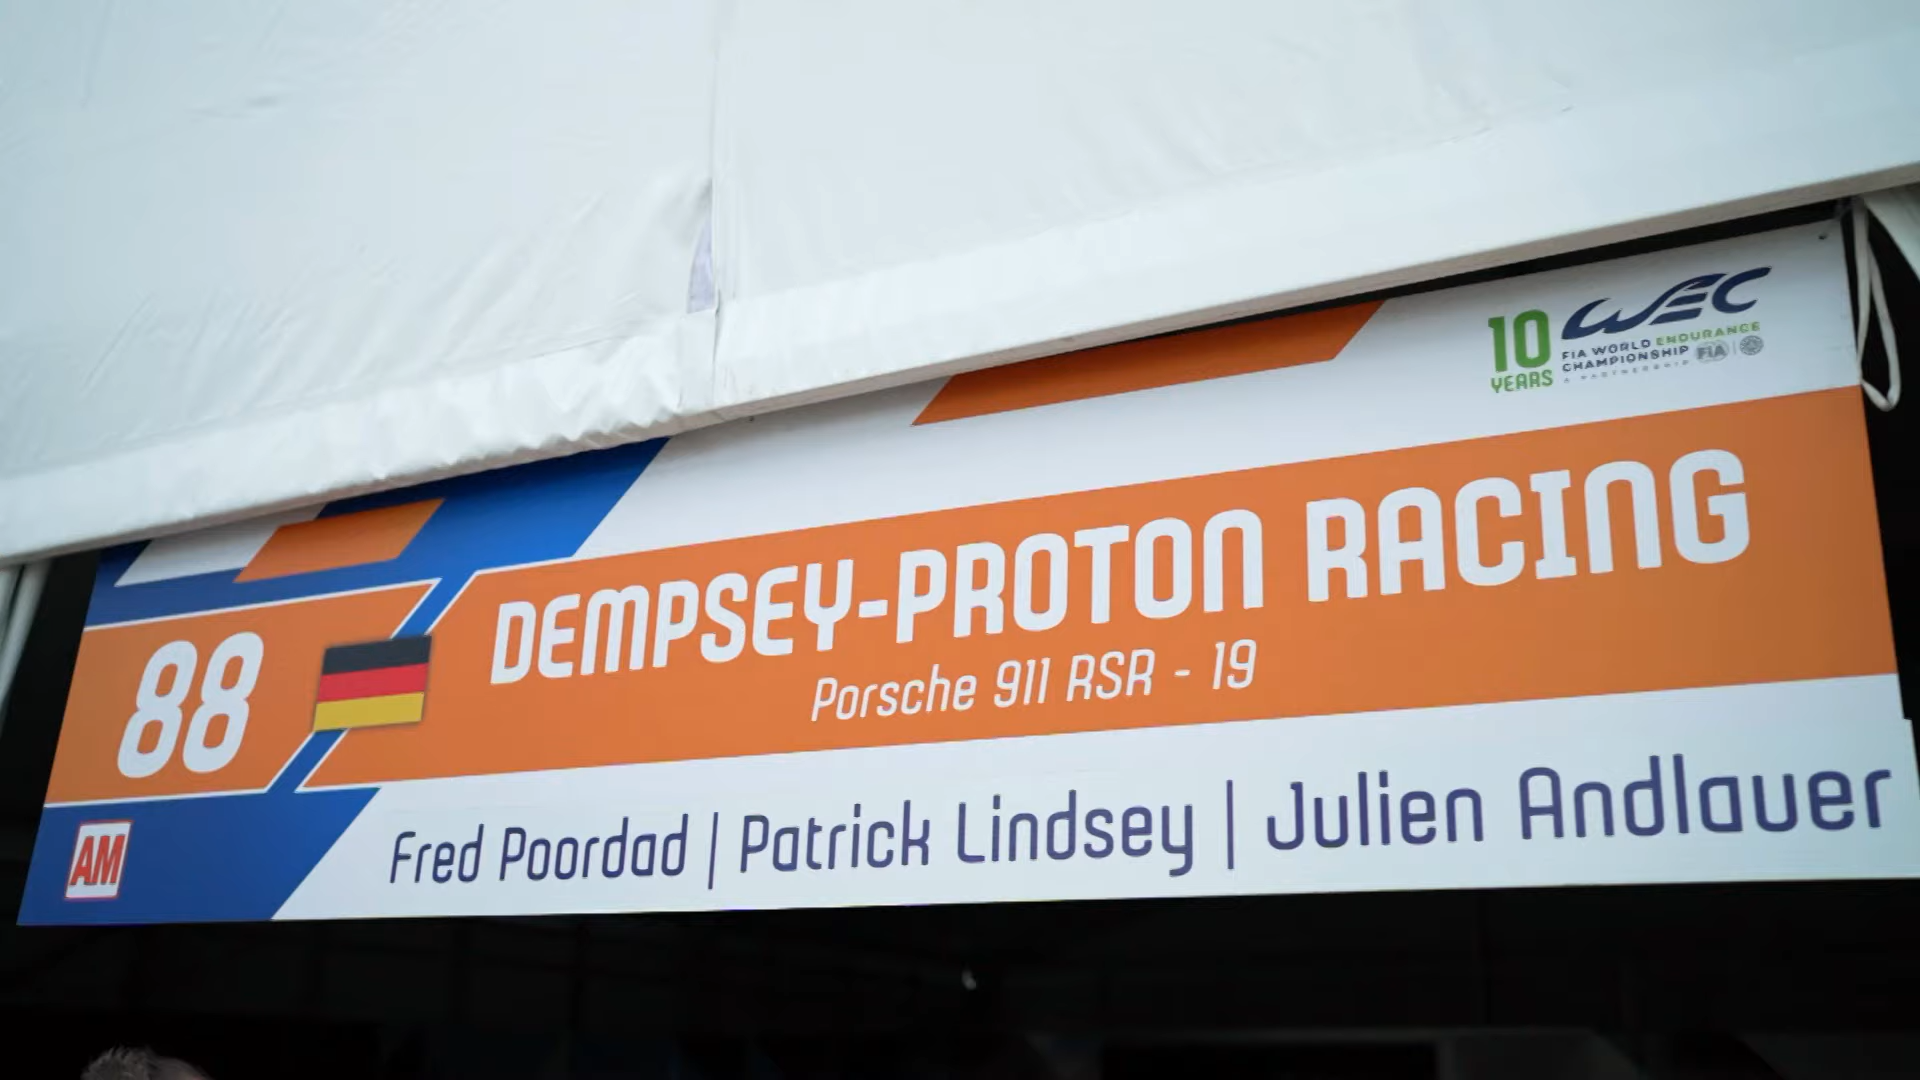 10 YEARS
WEC
FIA WORLD ENDURANCE
CHAMPIONSHIP FIA
DEMPSEY-PROTON RACING
88
Porsche 911 RSR - 19
AM
Fred Poordad | Patrick Lindsey | Julien Andlauer